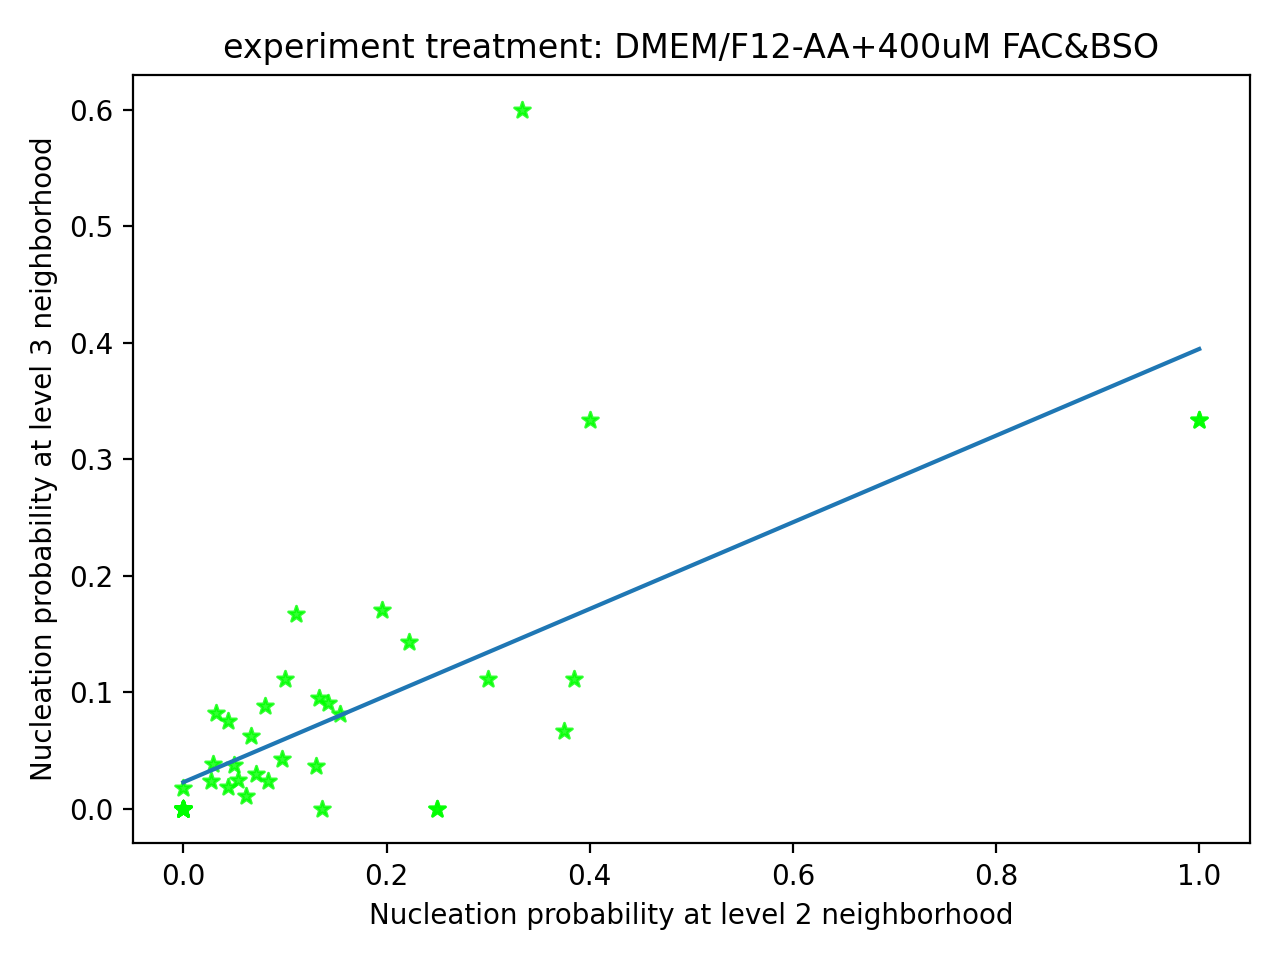 experiment treatment: DMEM/F12-AA+400uM FAC&BSO
Nucleation probability at level 3 neighborhood
0.6
0.5
0.4
0.3
0.2
0.1
0.0
0.0 0.2 0.4 0.6 0.8 1.0
Nucleation probability at level 2 neighborhood